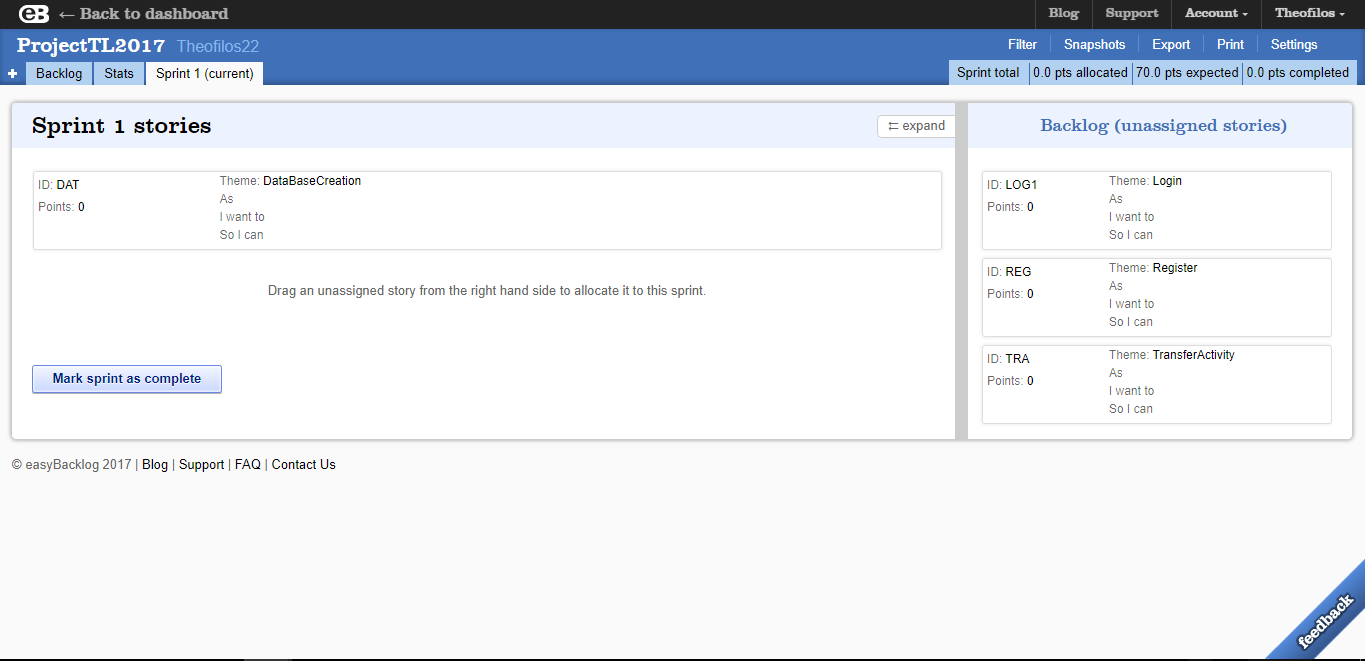 eB ← Back to dashboard Blog Support Account Theofilos
ProjectTL2017 Theofilos22 Filter Snapshots Export Print Settings
+ Backlog Stats Sprint 1 (current) Sprint total 0.0 pts allocated 70.0 pts expected 0.0 pts completed
Sprint 1 stories
expand
ID: DAT
Points: 0
Theme: DataBaseCreation
As
I want to
So I can
Drag an unassigned story from the right hand side to allocate it to this sprint.
Mark sprint as complete
Backlog (unassigned stories)
ID: LOG1
Points: 0
Theme: Login
As
I want to
So I can
ID: REG
Points: 0
Theme: Register
As
I want to
So I can
ID: TRA
Points: 0
Theme: TransferActivity
As
I want to
So I can
© easyBacklog 2017 | Blog | Support | FAQ | Contact Us
feedback